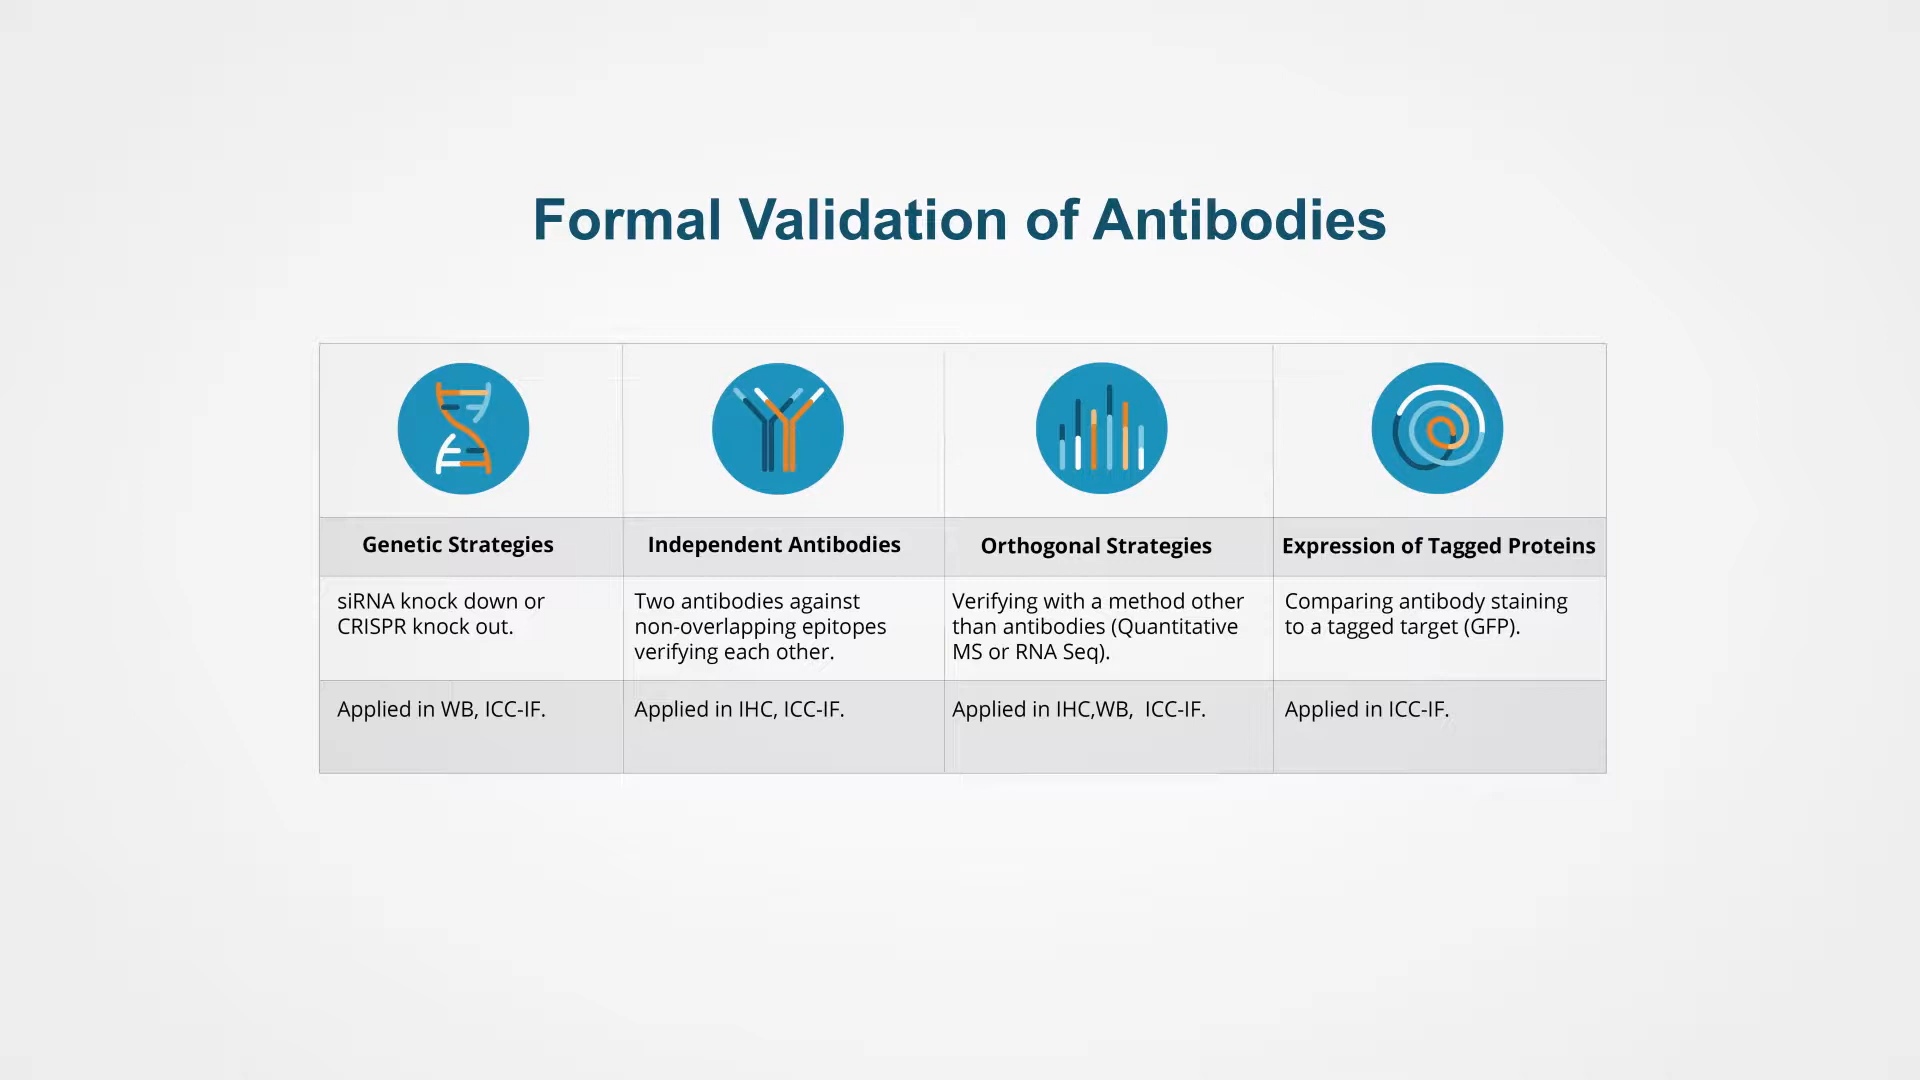 Formal Validation of Antibodies
Genetic Strategies
Independent Antibodies
Orthogonal Strategies
Expression of Tagged Proteins
siRNA knock down or
CRISPR knock out.
Two antibodies against
non-overlapping epitopes
verifying each other.
Verifying with a method other
than antibodies (Quantitative
MS or RNA Seq).
Comparing antibody staining
to a tagged target (GFP).
Applied in WB, ICC-IF.
Applied in IHC, ICC-IF.
Applied in IHC,WB,  ICC-IF.
Applied in ICC-IF.